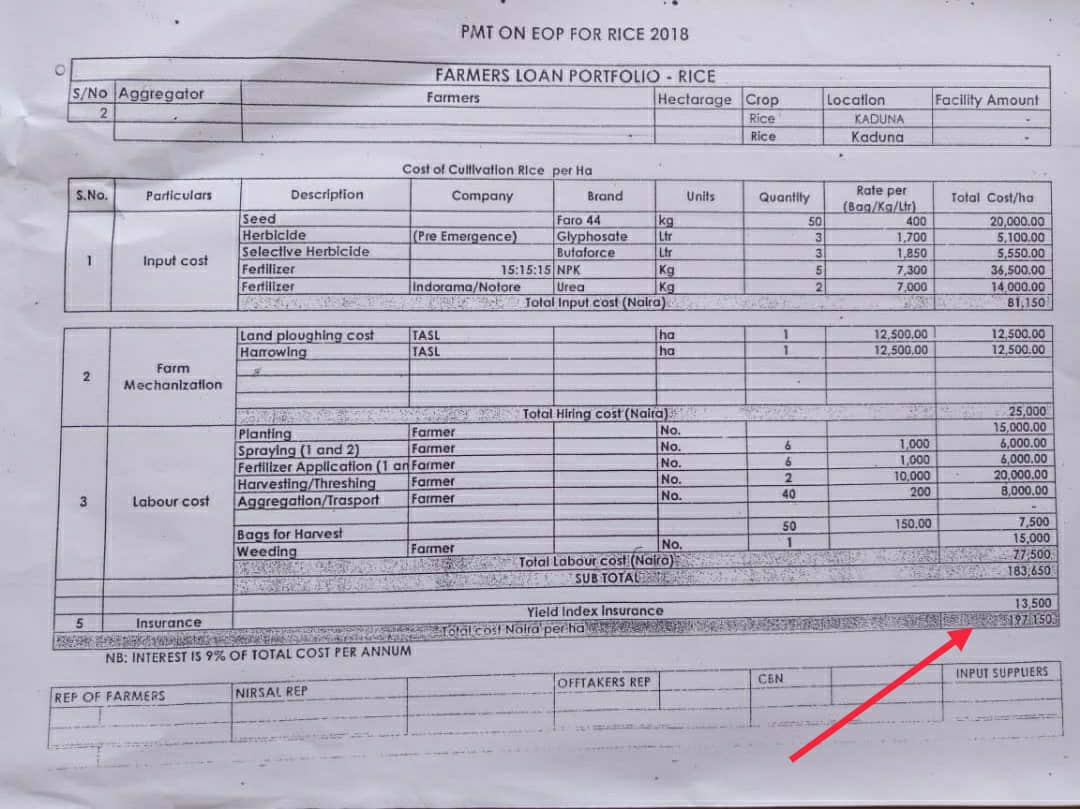 PMT ON EOP FOR RICE 2018
FARMERS LOAN PORTFOLIO - RICE
S/No Aggregator Farmers Hectarage Crop Location Facility Amount
2 Rice KADUNA -
Rice Kaduna -
Cost of Cultivation Rice per Ha
S.No. Particulars Description Company Brand Units Quantity Rate per (Bag/Kg/Ltr) Total Cost/ha
1 Input cost
Seed Faro 44 kg 50 400 20,000.00
Herbicide (Pre Emergence) Glyphosate Ltr 3 1,700 5,100.00
Selective Herbicide Butaforce Ltr 3 1,850 5,550.00
Fertilizer 15:15:15 NPK Kg 5 7,300 36,500.00
Fertilizer Indorama/Notore Urea Kg 2 7,000 14,000.00
Total Input cost (Naira) 81,150
2 Farm Mechanization
Land ploughing cost TASL ha 1 12,500.00 12,500.00
Harrowing TASL ha 1 12,500.00 12,500.00
Total Hiring cost (Naira) 25,000
3 Labour cost
Planting Farmer No. 15,000.00
Spraying (1 and 2) Farmer No. 6 1,000 6,000.00
Fertilizer Application (1 an Farmer No. 6 1,000 6,000.00
Harvesting/Threshing Farmer No. 2 10,000 20,000.00
Aggregation/Trasport Farmer No. 40 200 8,000.00
-
Bags for Harvest 50 150.00 7,500
Weeding Farmer No. 1 15,000
Total Labour cost (Naira) 77,500
SUB TOTAL 183,650
5 Insurance Yield Index Insurance 13,500
Total cost Naira per ha 197,150
NB: INTEREST IS 9% OF TOTAL COST PER ANNUM
REP OF FARMERS NIRSAL REP OFFTAKERS REP CBN INPUT SUPPLIERS